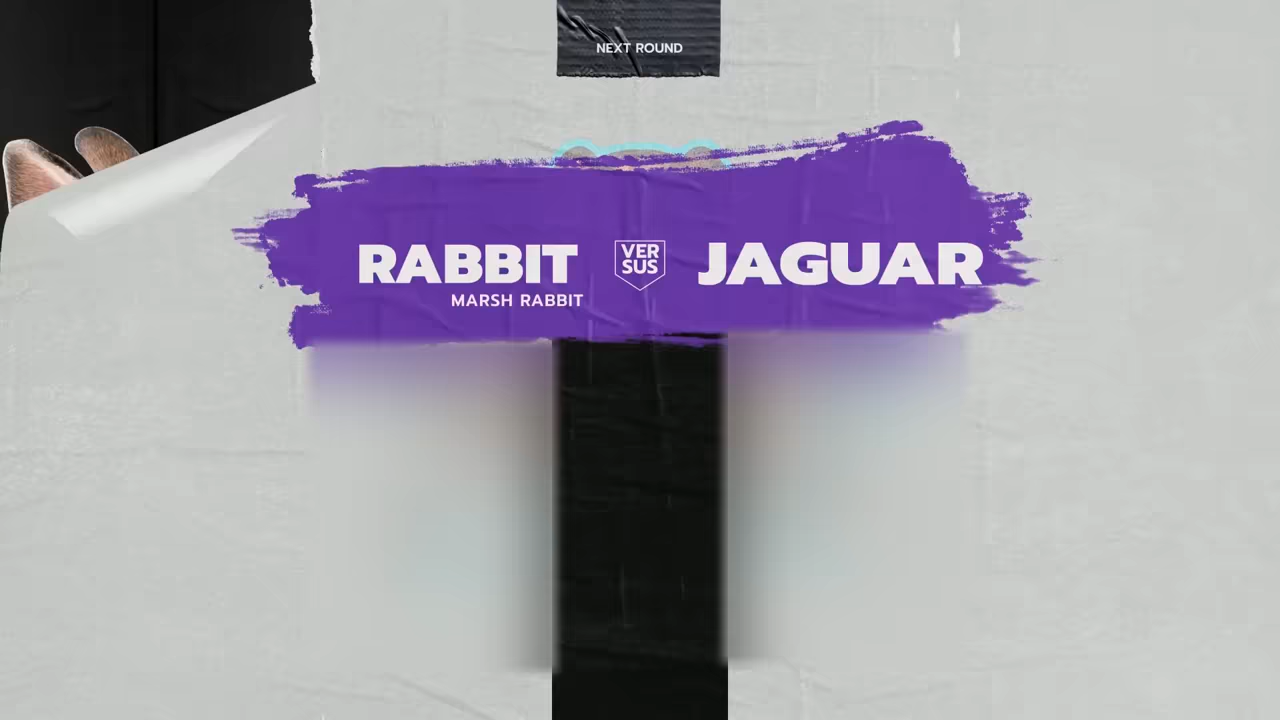 NEXT ROUND
RABBIT
VER
SUS
JAGUAR
MARSH RABBIT